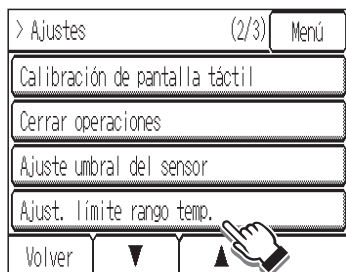 > Ajustes (2/3) Menú
Calibración de pantalla táctil
Cerrar operaciones
Ajuste umbral del sensor
Ajust. límite rango temp.
Volver ▼ ▲